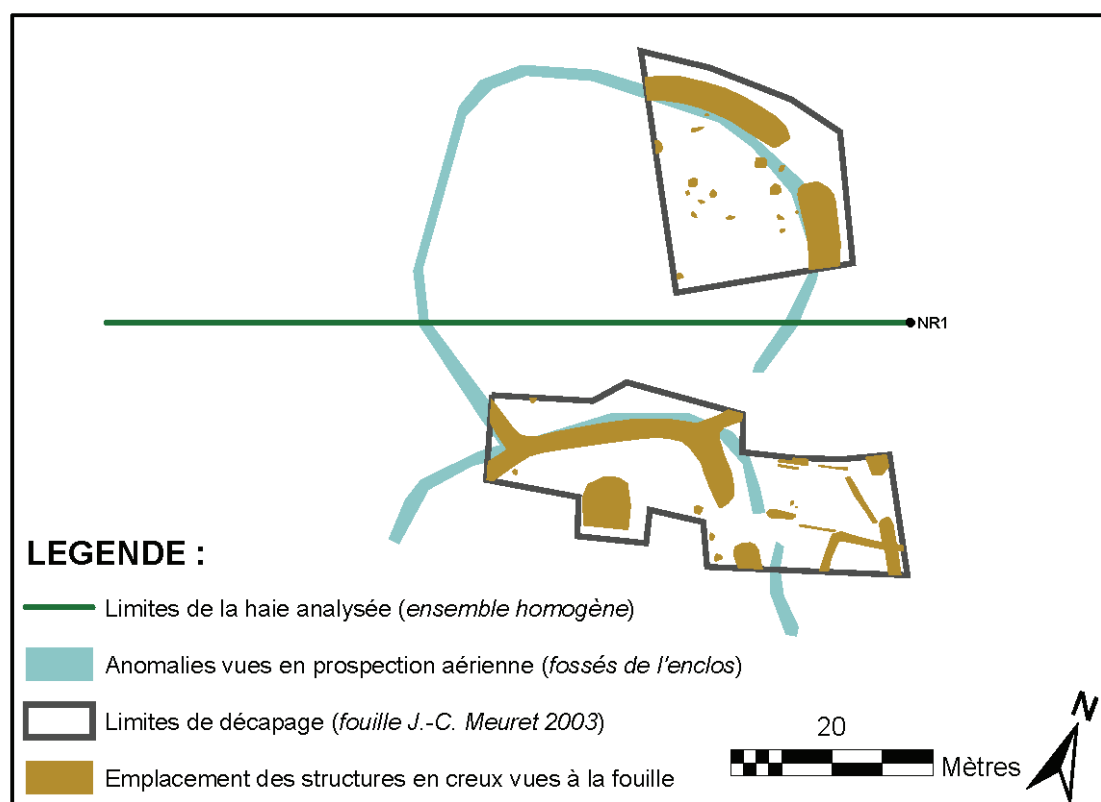 NR1
LEGENDE :
Limites de la haie analysée (ensemble homogène)
Anomalies vues en prospection aérienne (fossés de l'enclos)
Limites de décapage (fouille J.-C. Meuret 2003)
Emplacement des structures en creux vues à la fouille
20
Mètres
N